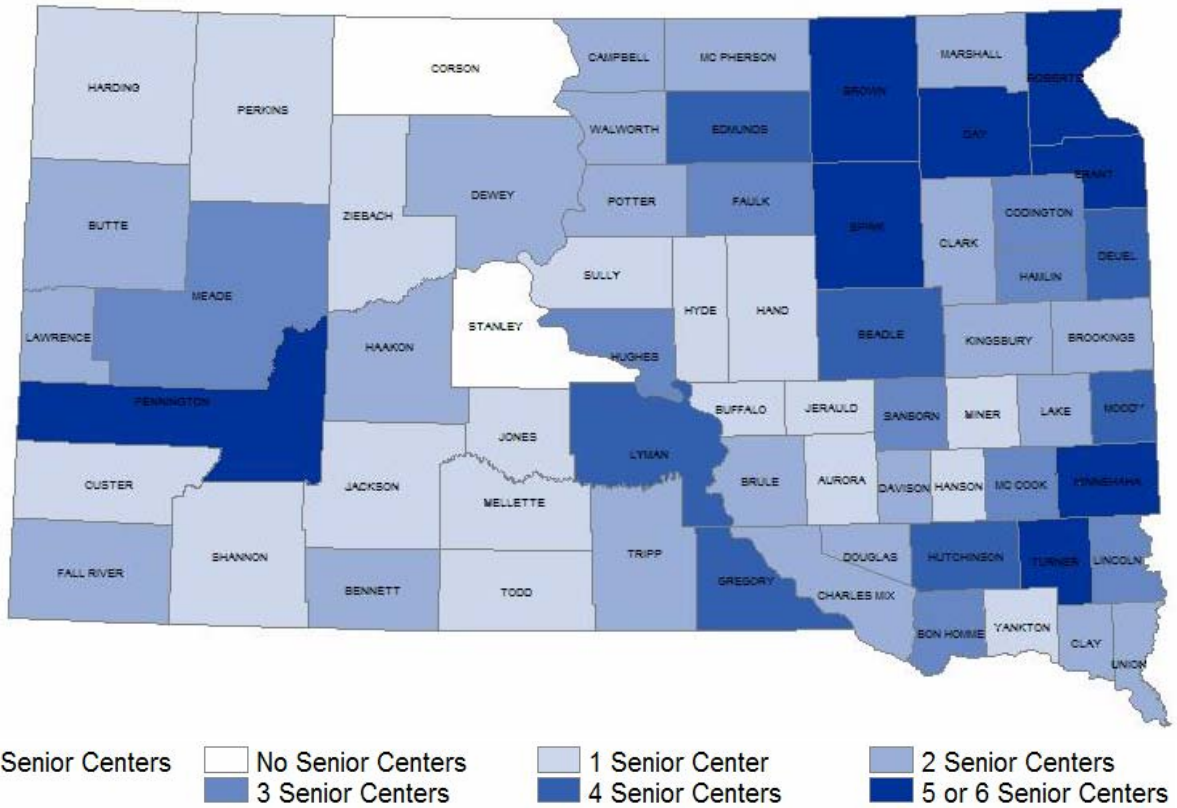 CAMPBELL
MC PHERSON
MARSHALL
ROBERTS
CORSON
HARDING
BROWN
PERKINS
WALWORTH
EDMUNDS
DAY
GRANT
DEWEY
POTTER
FAULK
ZIEBACH
CODINGTON
BUTTE
SPINK
CLARK
DEUEL
SULLY
HAMLIN
MEADE
HYDE
HAND
STANLEY
BEADLE
LAWRENCE
HAAKON
KINGSBURY
BROOKINGS
HUGHES
PENNINGTON
BUFFALO
JERAULD
SANBORN
MINER
LAKE
MOODY
JONES
LYMAN
CUSTER
JACKSON
BRULE
AURORA
DAVISON
HANSON
MC COOK
MINNEHAHA
MELLETTE
SHANNON
TRIPP
DOUGLAS
HUTCHINSON
TURNER
LINCOLN
FALL RIVER
BENNETT
TODD
GREGORY
CHARLES MIX
BON HOMME
YANKTON
CLAY
UNION
Senior Centers
No Senior Centers
1 Senior Center
2 Senior Centers
3 Senior Centers
4 Senior Centers
5 or 6 Senior Centers